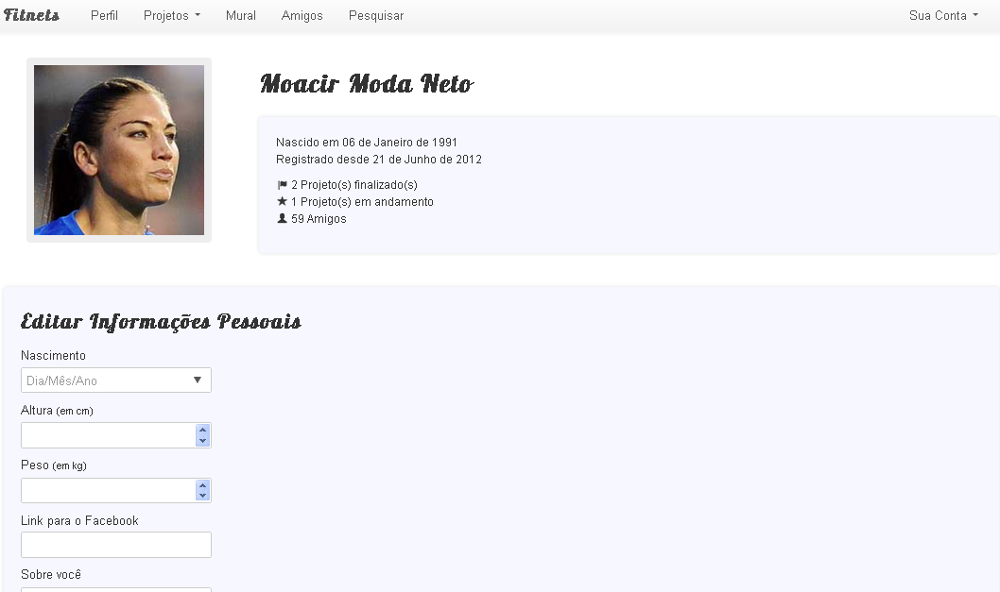 Fitnets
Perfil
Projetos
Mural
Amigos
Pesquisar
Sua Conta
Moacir Moda Neto
Nascido em 06 de Janeiro de 1991
Registrado desde 21 de Junho de 2012
2 Projeto(s) finalizado(s)
1 Projeto(s) em andamento
59 Amigos
Editar Informações Pessoais
Nascimento
Dia/Mês/Ano
Altura (em cm)
Peso (em kg)
Link para o Facebook
Sobre você